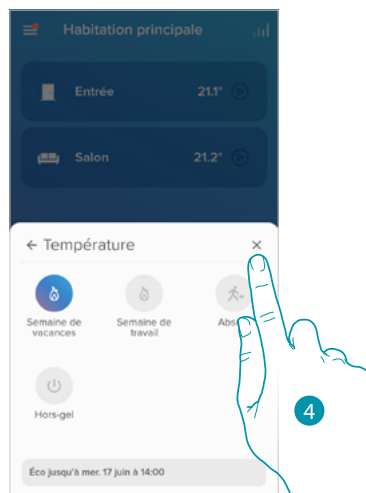 Habitation principale
Entrée 21.1°
Salon 21.2°
← Température ×
Semaine de vacances
Semaine de travail
Hors-gel
4
Éco jusqu'à mer. 17 juin à 14:00